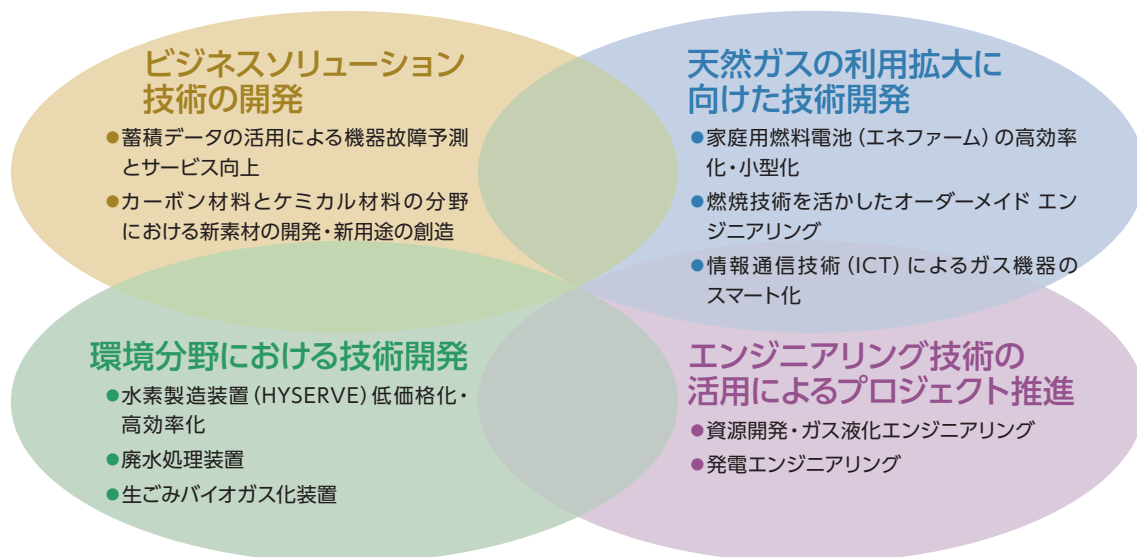 ビジネスソリューション
技術の開発
●蓄積データの活用による機器故障予測
とサービス向上
●カーボン材料とケミカル材料の分野
における新素材の開発・新用途の創造
天然ガスの利用拡大に
向けた技術開発
●家庭用燃料電池(エネファーム)の高効率
化・小型化
●燃焼技術を活かしたオーダーメイド エン
ジニアリング
●情報通信技術(ICT)によるガス機器の
スマート化
環境分野における技術開発
●水素製造装置(HYSERVE)低価格化・
高効率化
●廃水処理装置
●生ごみバイオガス化装置
エンジニアリング技術の
活用によるプロジェクト推進
●資源開発・ガス液化エンジニアリング
●発電エンジニアリング